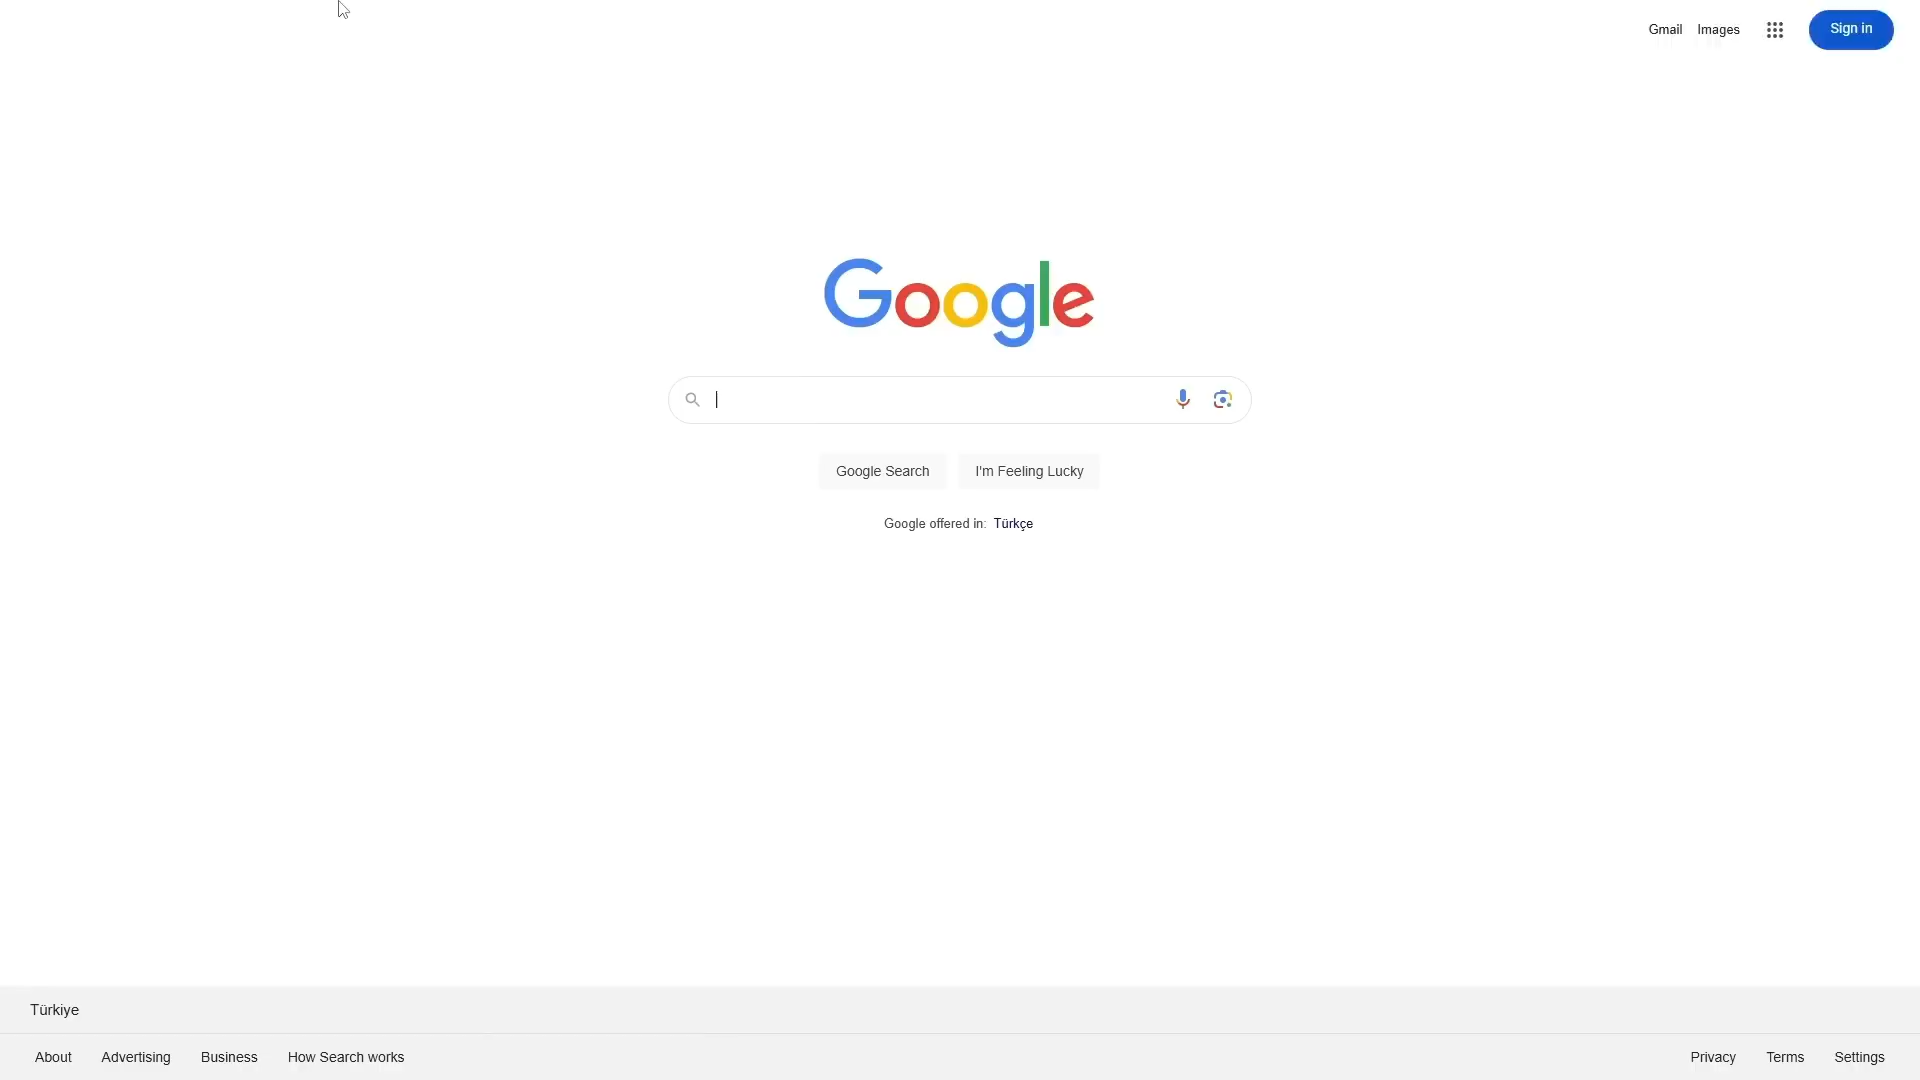 Gmail Images Sign in
Google
Google Search I'm Feeling Lucky
Google offered in: Türkçe
Türkiye
About Advertising Business How Search works Privacy Terms Settings